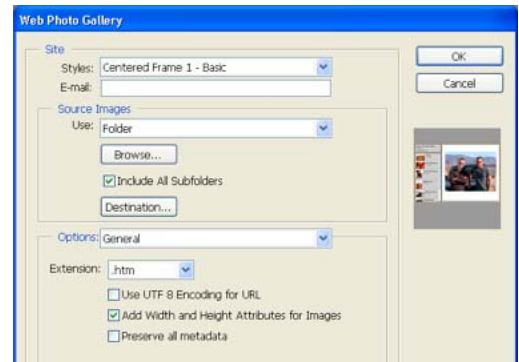 Web Photo Gallery
Site
Styles: Centered Frame 1 - Basic
E-mail:
Source Images
Use: Folder
Browse...
Include All Subfolders
Destination...
Options: General
Extension: .htm
Use UTF 8 Encoding for URL
Add Width and Height Attributes for Images
Preserve all metadata
OK
Cancel